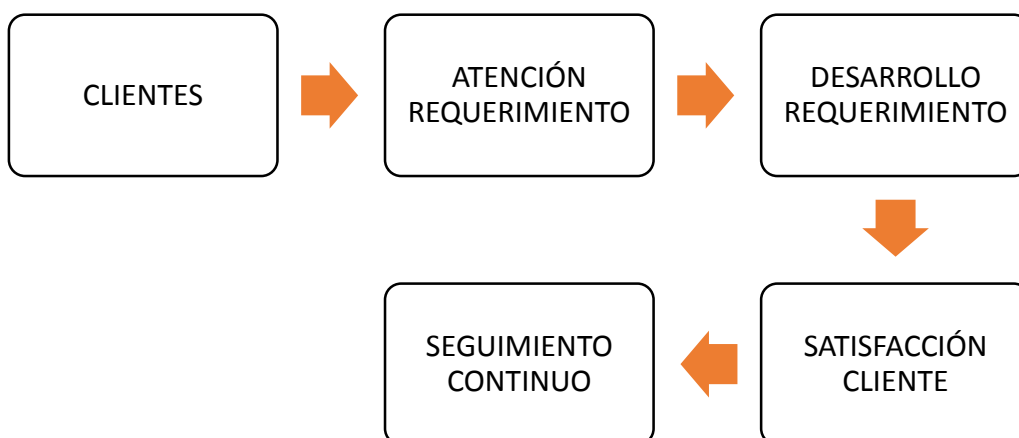 CLIENTES
ATENCIÓN
REQUERIMIENTO
DESARROLLO
REQUERIMIENTO
SATISFACCIÓN
CLIENTE
SEGUIMIENTO
CONTINUO